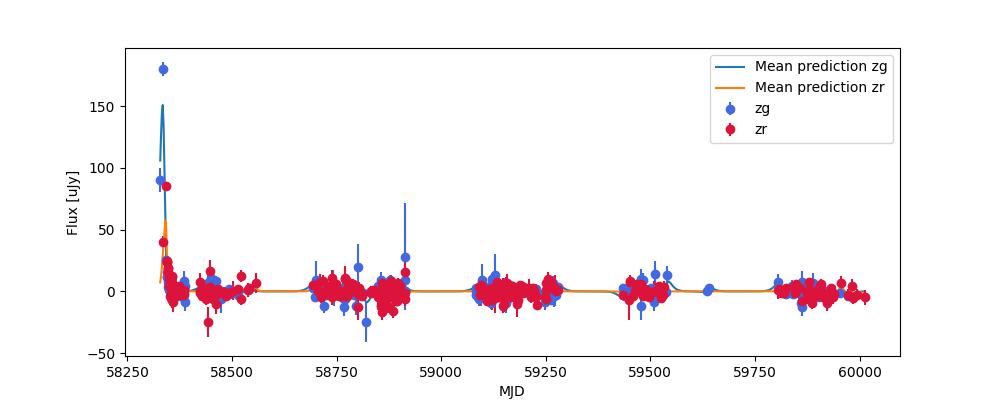 Mean prediction zg
Mean prediction zr
zg
zr
Flux [uJy]
150
100
50
0
−50
58250
58500
58750
59000
59250
59500
59750
60000
MJD